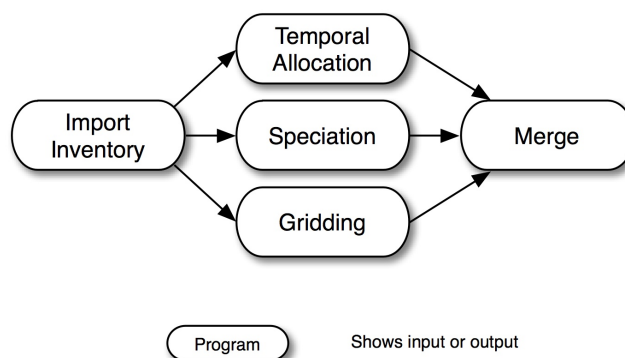 Temporal
Allocation
Import
Inventory
Speciation
Merge
Gridding
Program
Shows input or output